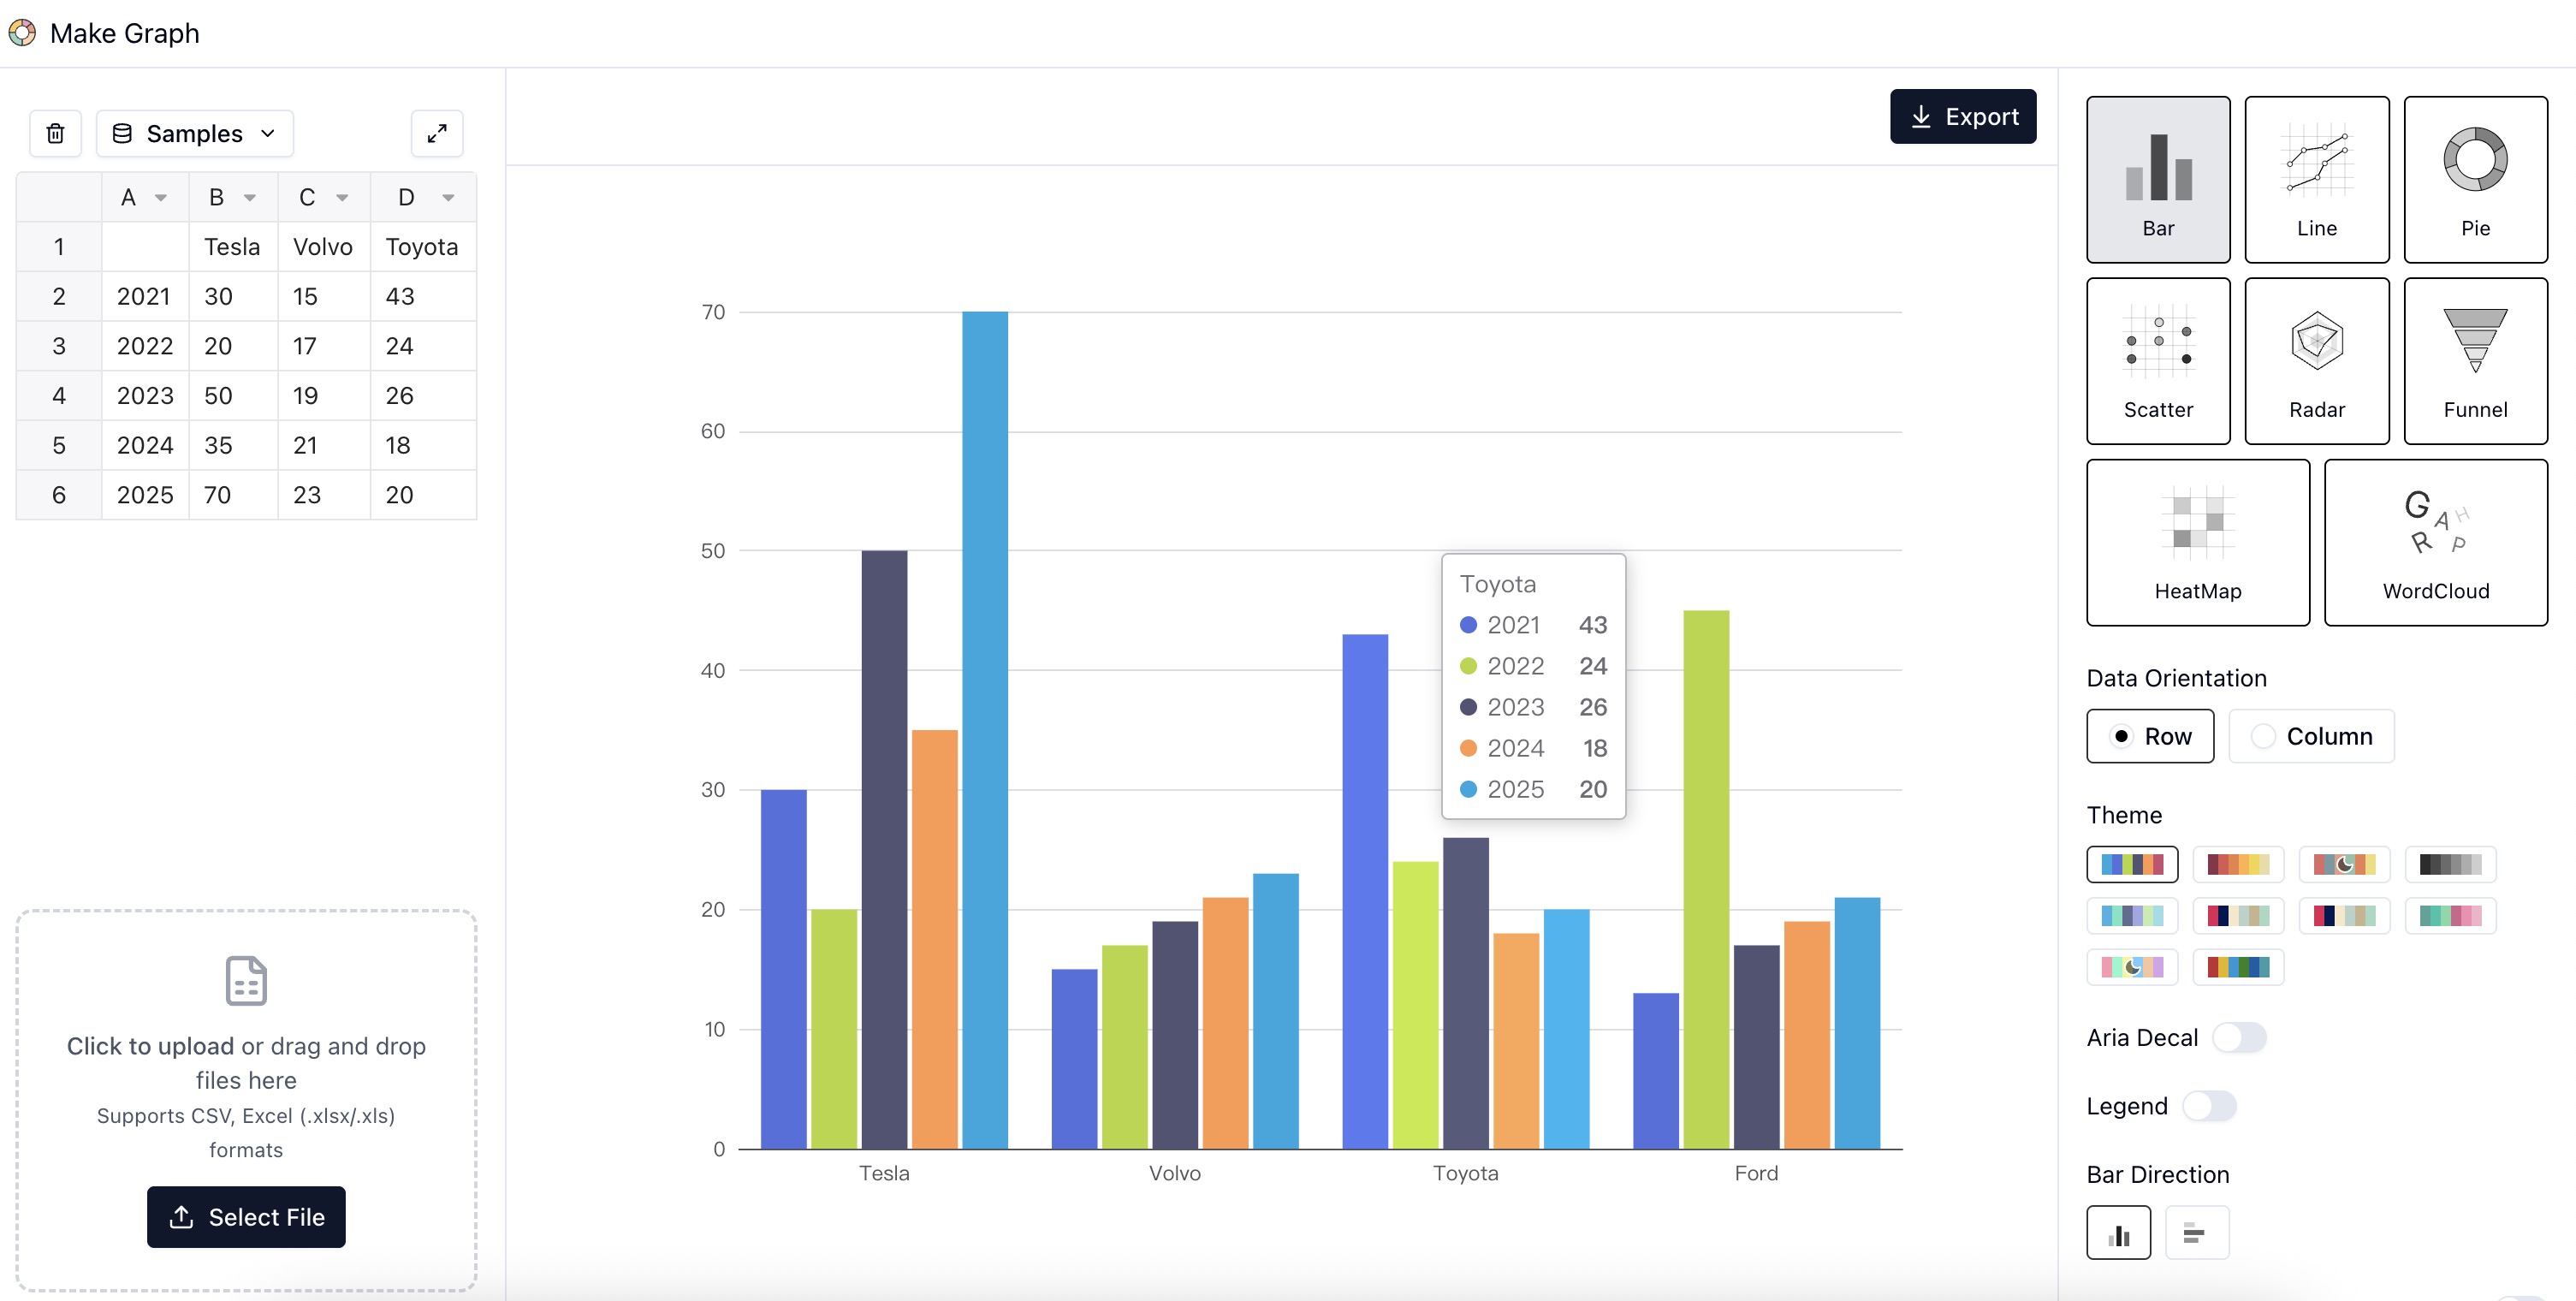 Make Graph
Samples
Export
A B C D
1 Tesla Volvo Toyota
2 2021 30 15 43
3 2022 20 17 24
4 2023 50 19 26
5 2024 35 21 18
6 2025 70 23 20
Click to upload or drag and drop
files here
Supports CSV, Excel (.xlsx/.xls)
formats
Select File
70
60
50
40
30
20
10
0
Tesla Volvo Toyota Ford
Toyota
2021 43
2022 24
2023 26
2024 18
2025 20
Bar Line Pie
Scatter Radar Funnel
G A H
R P
HeatMap WordCloud
Data Orientation
Row Column
Theme
Aria Decal
Legend
Bar Direction